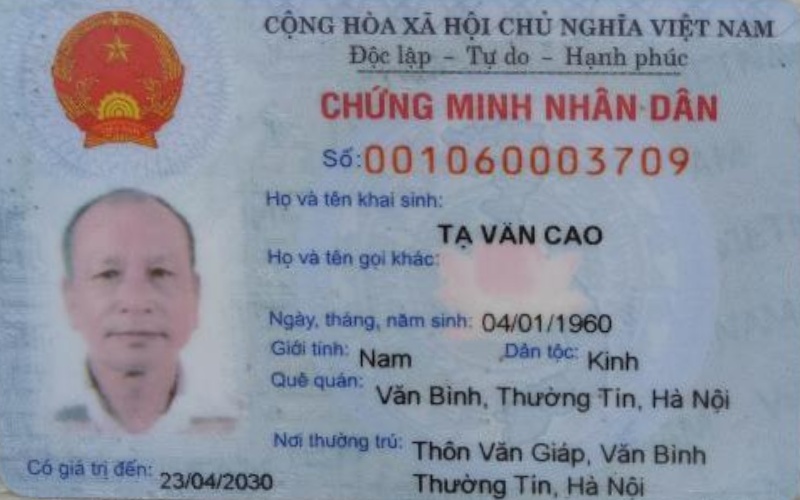 CỘNG HÒA XÃ HỘI CHỦ NGHĨA VIỆT NAM
Độc lập - Tự do - Hạnh phúc
CHỨNG MINH NHÂN DÂN
Số: 001060003709
Họ và tên khai sinh:
TẠ VĂN CAO
Họ và tên gọi khác:
Ngày, tháng, năm sinh: 04/01/1960
Giới tính: Nam Dân tộc: Kinh
Quê quán: Văn Bình, Thường Tín, Hà Nội
Nơi thường trú: Thôn Văn Giáp, Văn Bình
Thường Tín, Hà Nội
Có giá trị đến: 23/04/2030